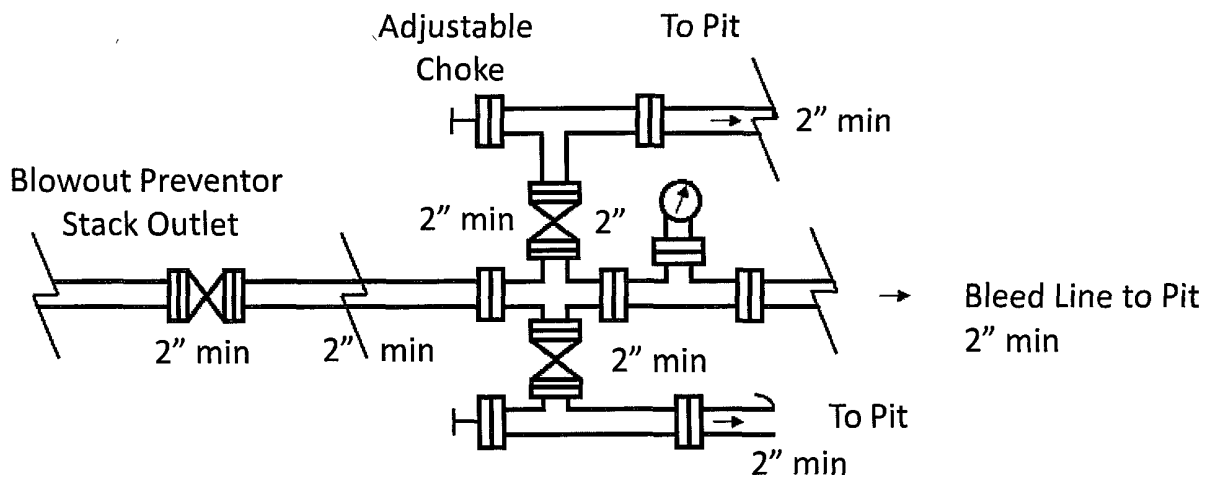 Adjustable
Choke
To Pit
2” min
Blowout Preventor
Stack Outlet
2” min
2”
2” min
2” min
2” min
Bleed Line to Pit
2” min
To Pit
2” min